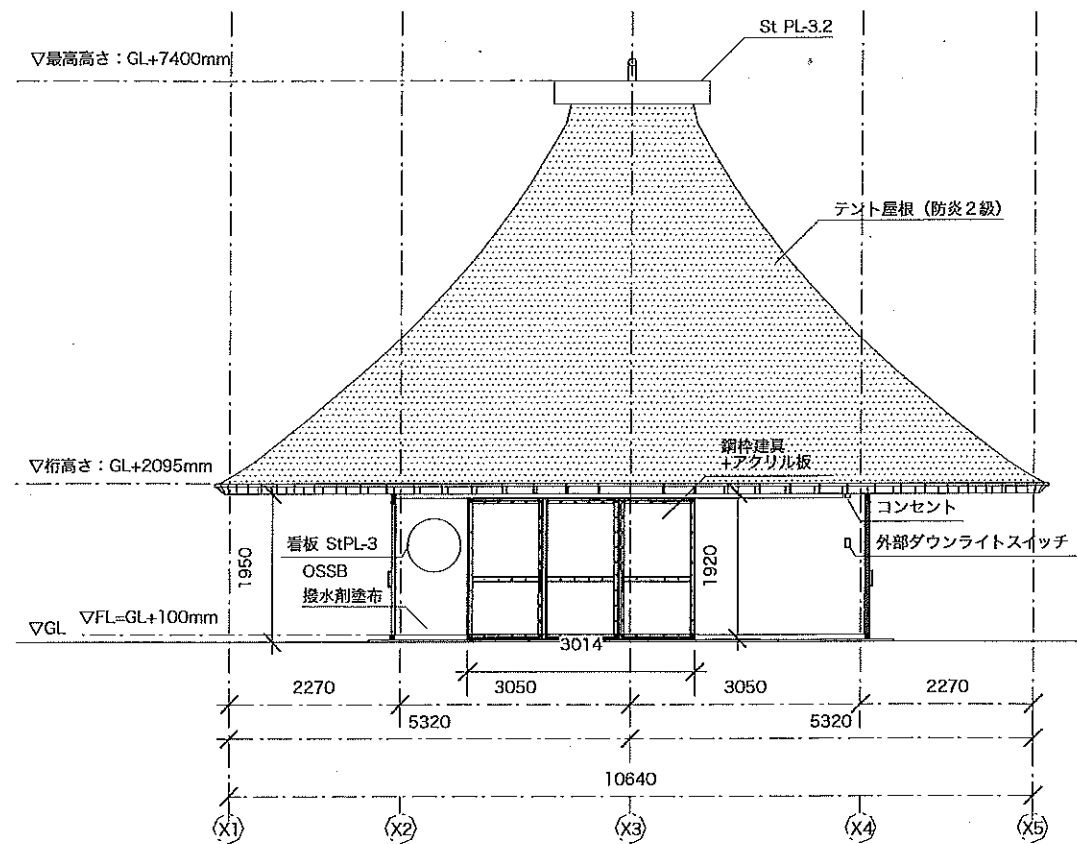 St PL-3.2
▽最高高さ：GL+7400mm
テント屋根（防炎２級）
鋼枠建具
+アクリル板
▽桁高さ：GL+2095mm
コンセント
看板 StPL-3
外部ダウンライトスイッチ
OSSB
撥水剤塗布
1950
1920
▽FL=GL+100mm
▽GL
3014
2270
3050
3050
2270
5320
5320
10640
X1
X2
X3
X4
X5